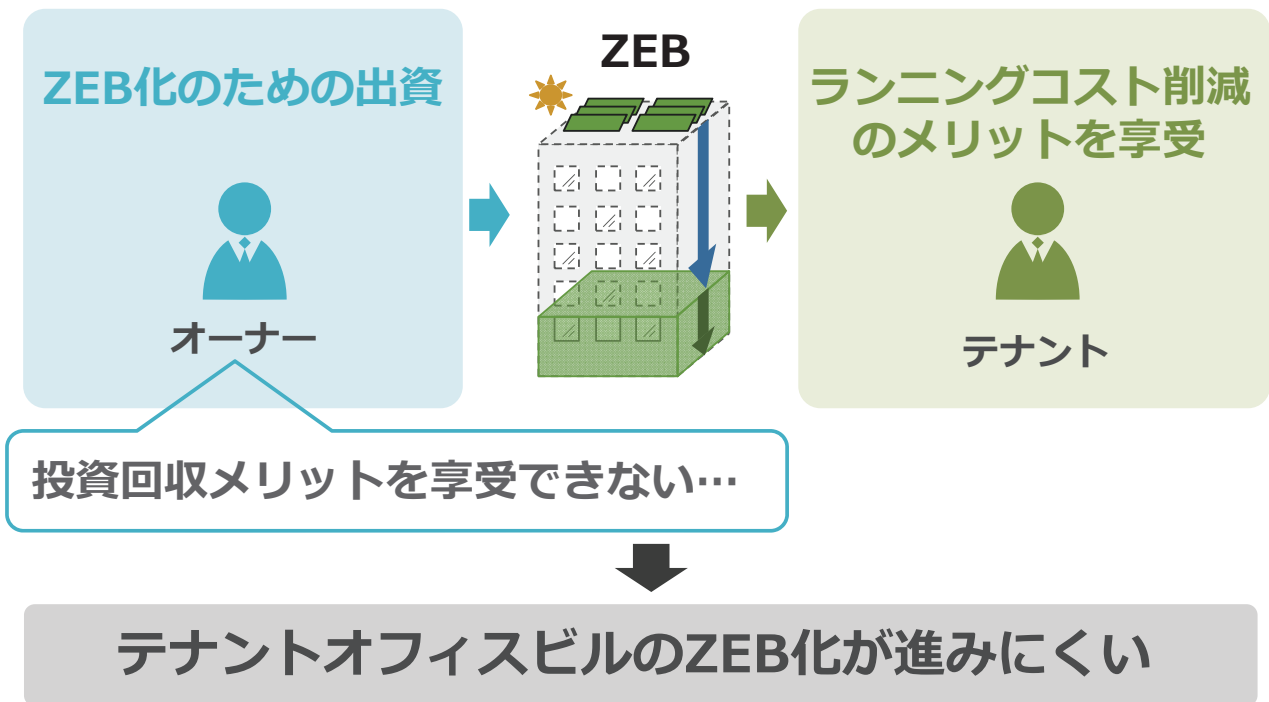 ZEB化のための出資
オーナー
ZEB
ランニングコスト削減
のメリットを享受
テナント
投資回収メリットを享受できない…
テナントオフィスビルのZEB化が進みにくい